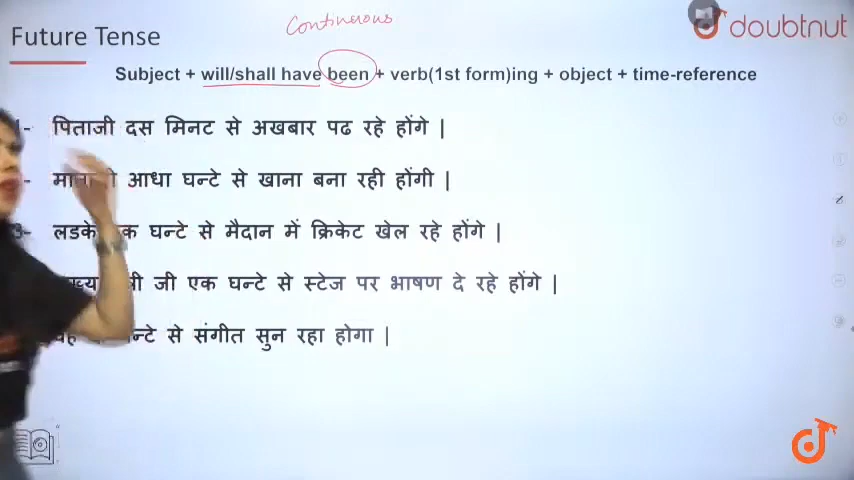 Continuous
Future Tense
doubtnut
Subject + will/shall have been + verb(1st form)ing + object + time-reference
पिताजी दस मिनट से अखबार पढ रहे होंगे |
आधा घन्टे से खाना बना रही होंगी |
लडके घन्टे से मैदान में क्रिकेट खेल रहे होंगे |
जी एक घन्टे से स्टेज पर भाषण दे रहे होंगे |
से संगीत सुन रहा होगा |